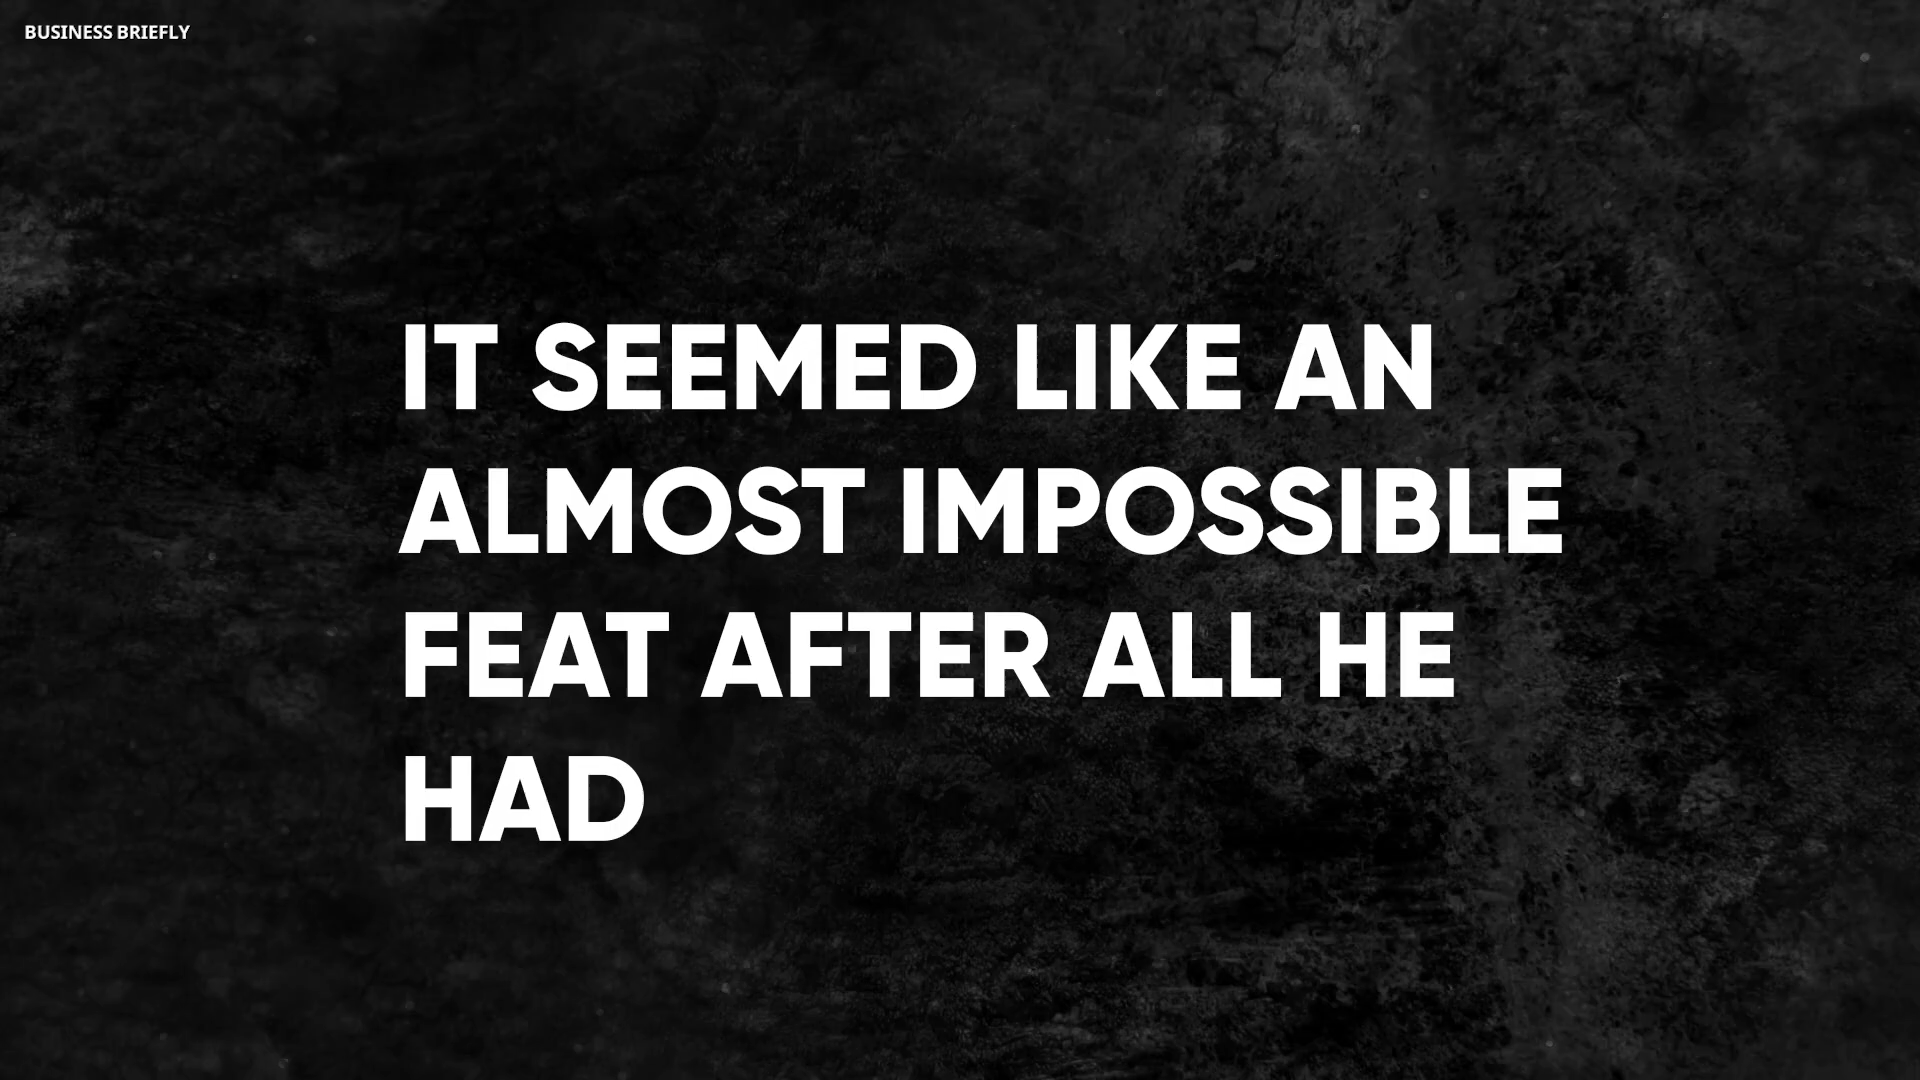 BUSINESS BRIEFLY
IT SEEMED LIKE AN
ALMOST IMPOSSIBLE
FEAT AFTER ALL HE
HAD